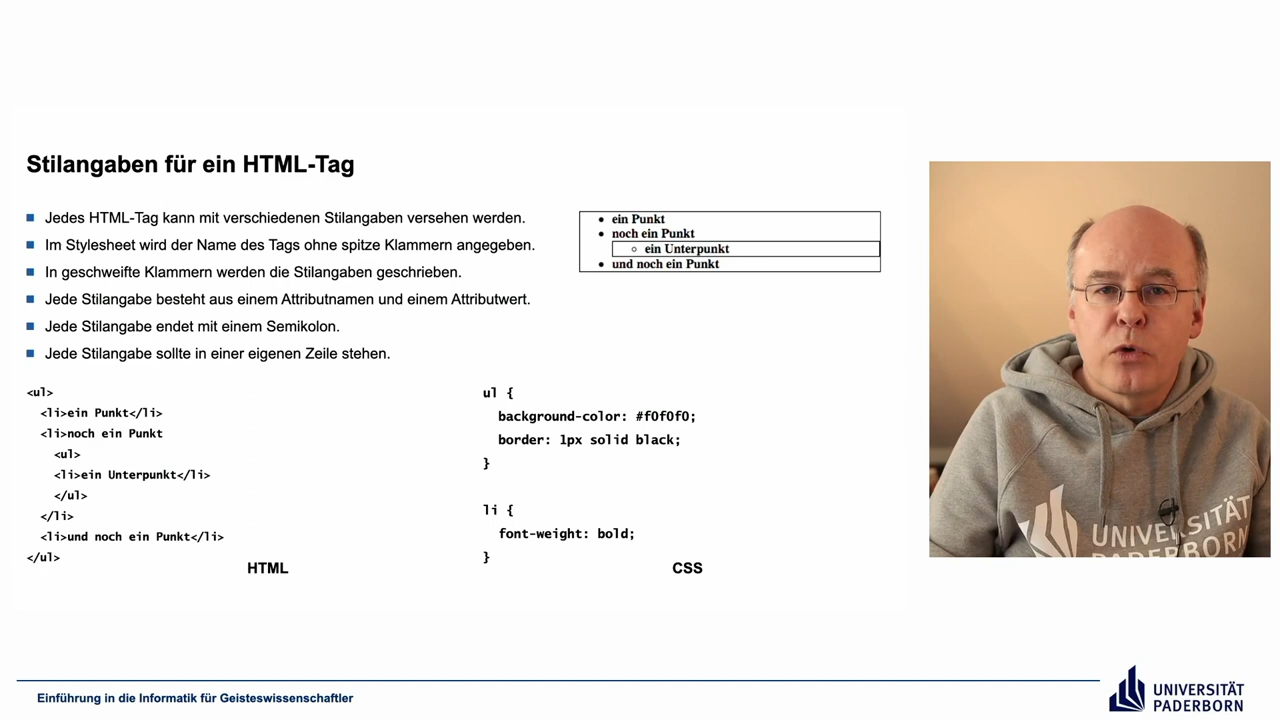 Stilangaben für ein HTML-Tag
Jedes HTML-Tag kann mit verschiedenen Stilangaben versehen werden.
Im Stylesheet wird der Name des Tags ohne spitze Klammern angegeben.
In geschweifte Klammern werden die Stilangaben geschrieben.
Jede Stilangabe besteht aus einem Attributnamen und einem Attributwert.
Jede Stilangabe endet mit einem Semikolon.
Jede Stilangabe sollte in einer eigenen Zeile stehen.
• ein Punkt
• noch ein Punkt
◦ ein Unterpunkt
• und noch ein Punkt
<ul>
<li>ein Punkt</li>
<li>noch ein Punkt
<ul>
<li>ein Unterpunkt</li>
</ul>
</li>
<li>und noch ein Punkt</li>
</ul>
HTML
ul {
background-color: #f0f0f0;
border: 1px solid black;
}
li {
font-weight: bold;
}
CSS
UNIVERSITÄT
PADERBORN
Einführung in die Informatik für Geisteswissenschaftler
UNIVERSITÄT
PADERBORN